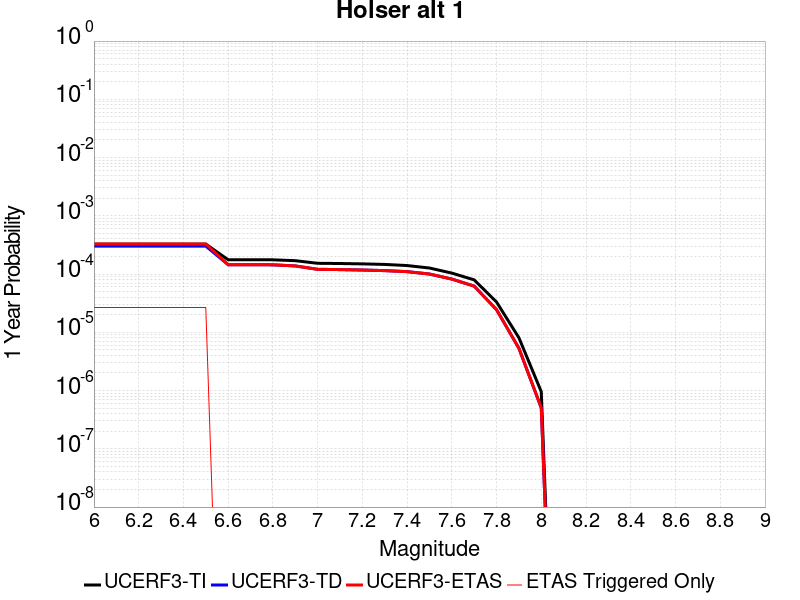 Holser alt 1
10 0
10 -1
10 -2
10 -3
10 -4
10 -5
10 -6
10 -7
10 -8
1 Year Probability
6 6.2 6.4 6.6 6.8 7 7.2 7.4 7.6 7.8 8 8.2 8.4 8.6 8.8 9
Magnitude
UCERF3-TI UCERF3-TD UCERF3-ETAS ETAS Triggered Only